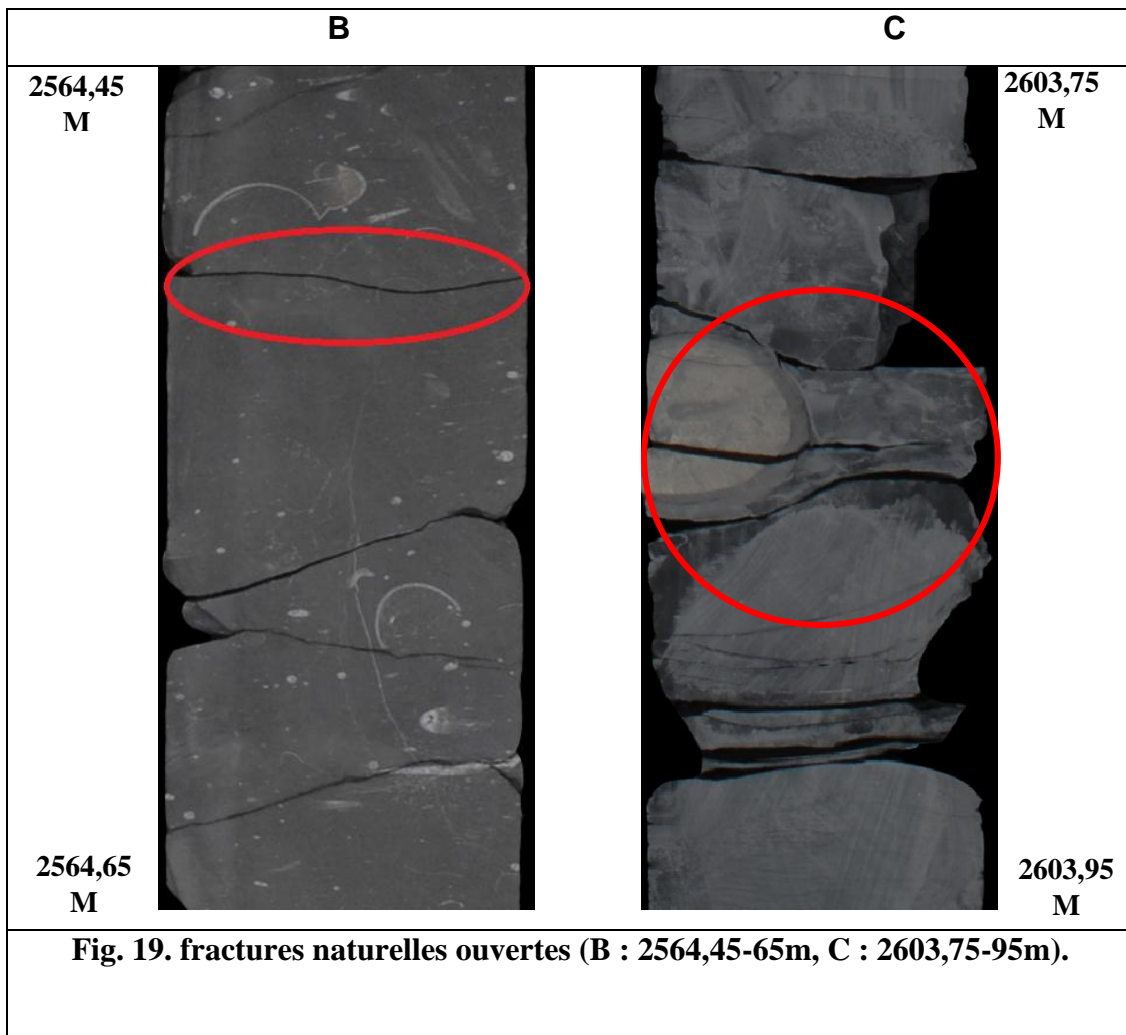 B
C
2564,45
M
2603,75
M
2564,65
M
2603,95
M
Fig. 19. fractures naturelles ouvertes (B : 2564,45-65m, C : 2603,75-95m).